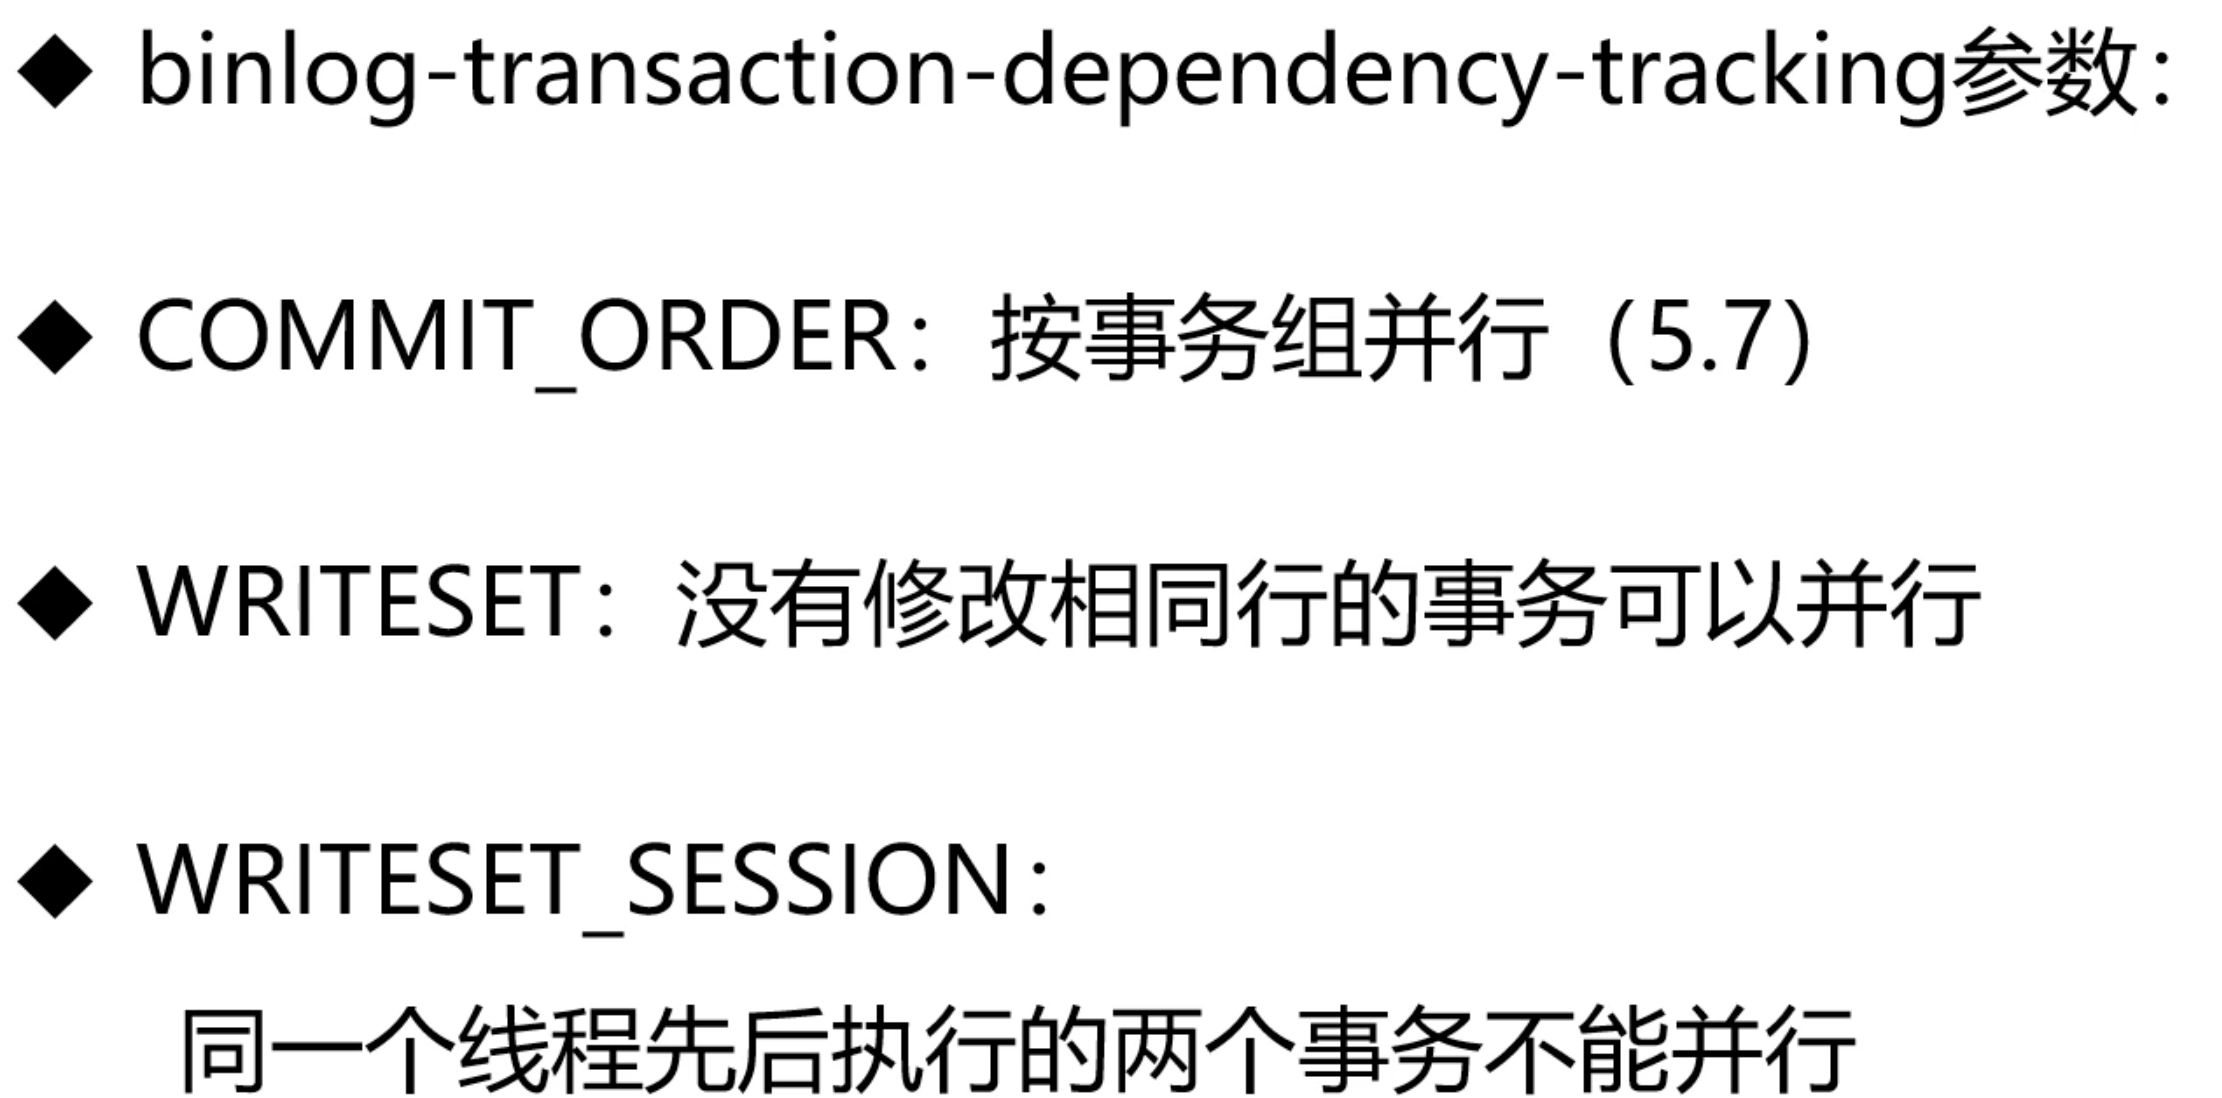 ◆ binlog-transaction-dependency-tracking参数：
◆ COMMIT_ORDER：按事务组并行（5.7）
◆ WRITESET：没有修改相同行的事务可以并行
◆ WRITESET_SESSION：
同一个线程先后执行的两个事务不能并行